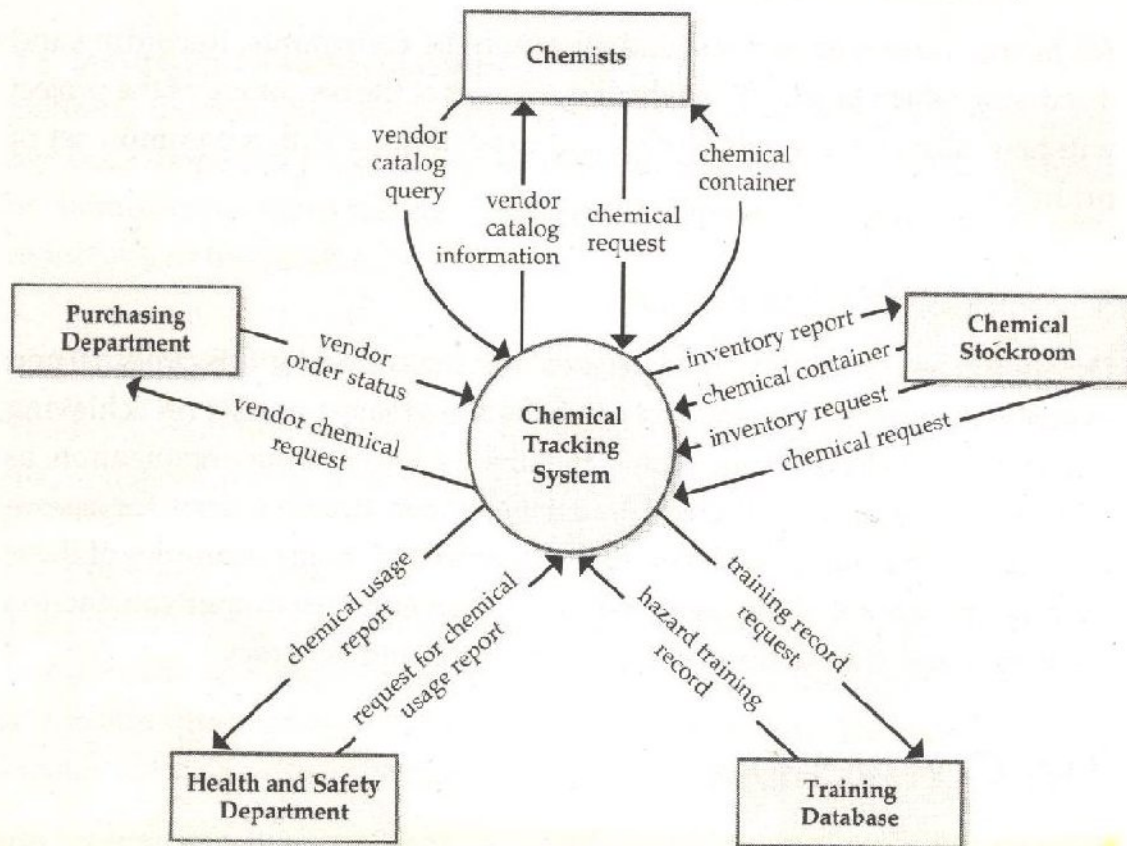 Chemists
vendor
catalog
query
vendor
catalog
information
chemical
request
chemical
container
Purchasing
Department
vendor
order status
vendor chemical
request
Chemical
Tracking
System
inventory report
chemical container
inventory request
chemical request
Chemical
Stockroom
chemical usage
report
request for chemical
usage report
hazard training
record
training record
request
Health and Safety
Department
Training
Database